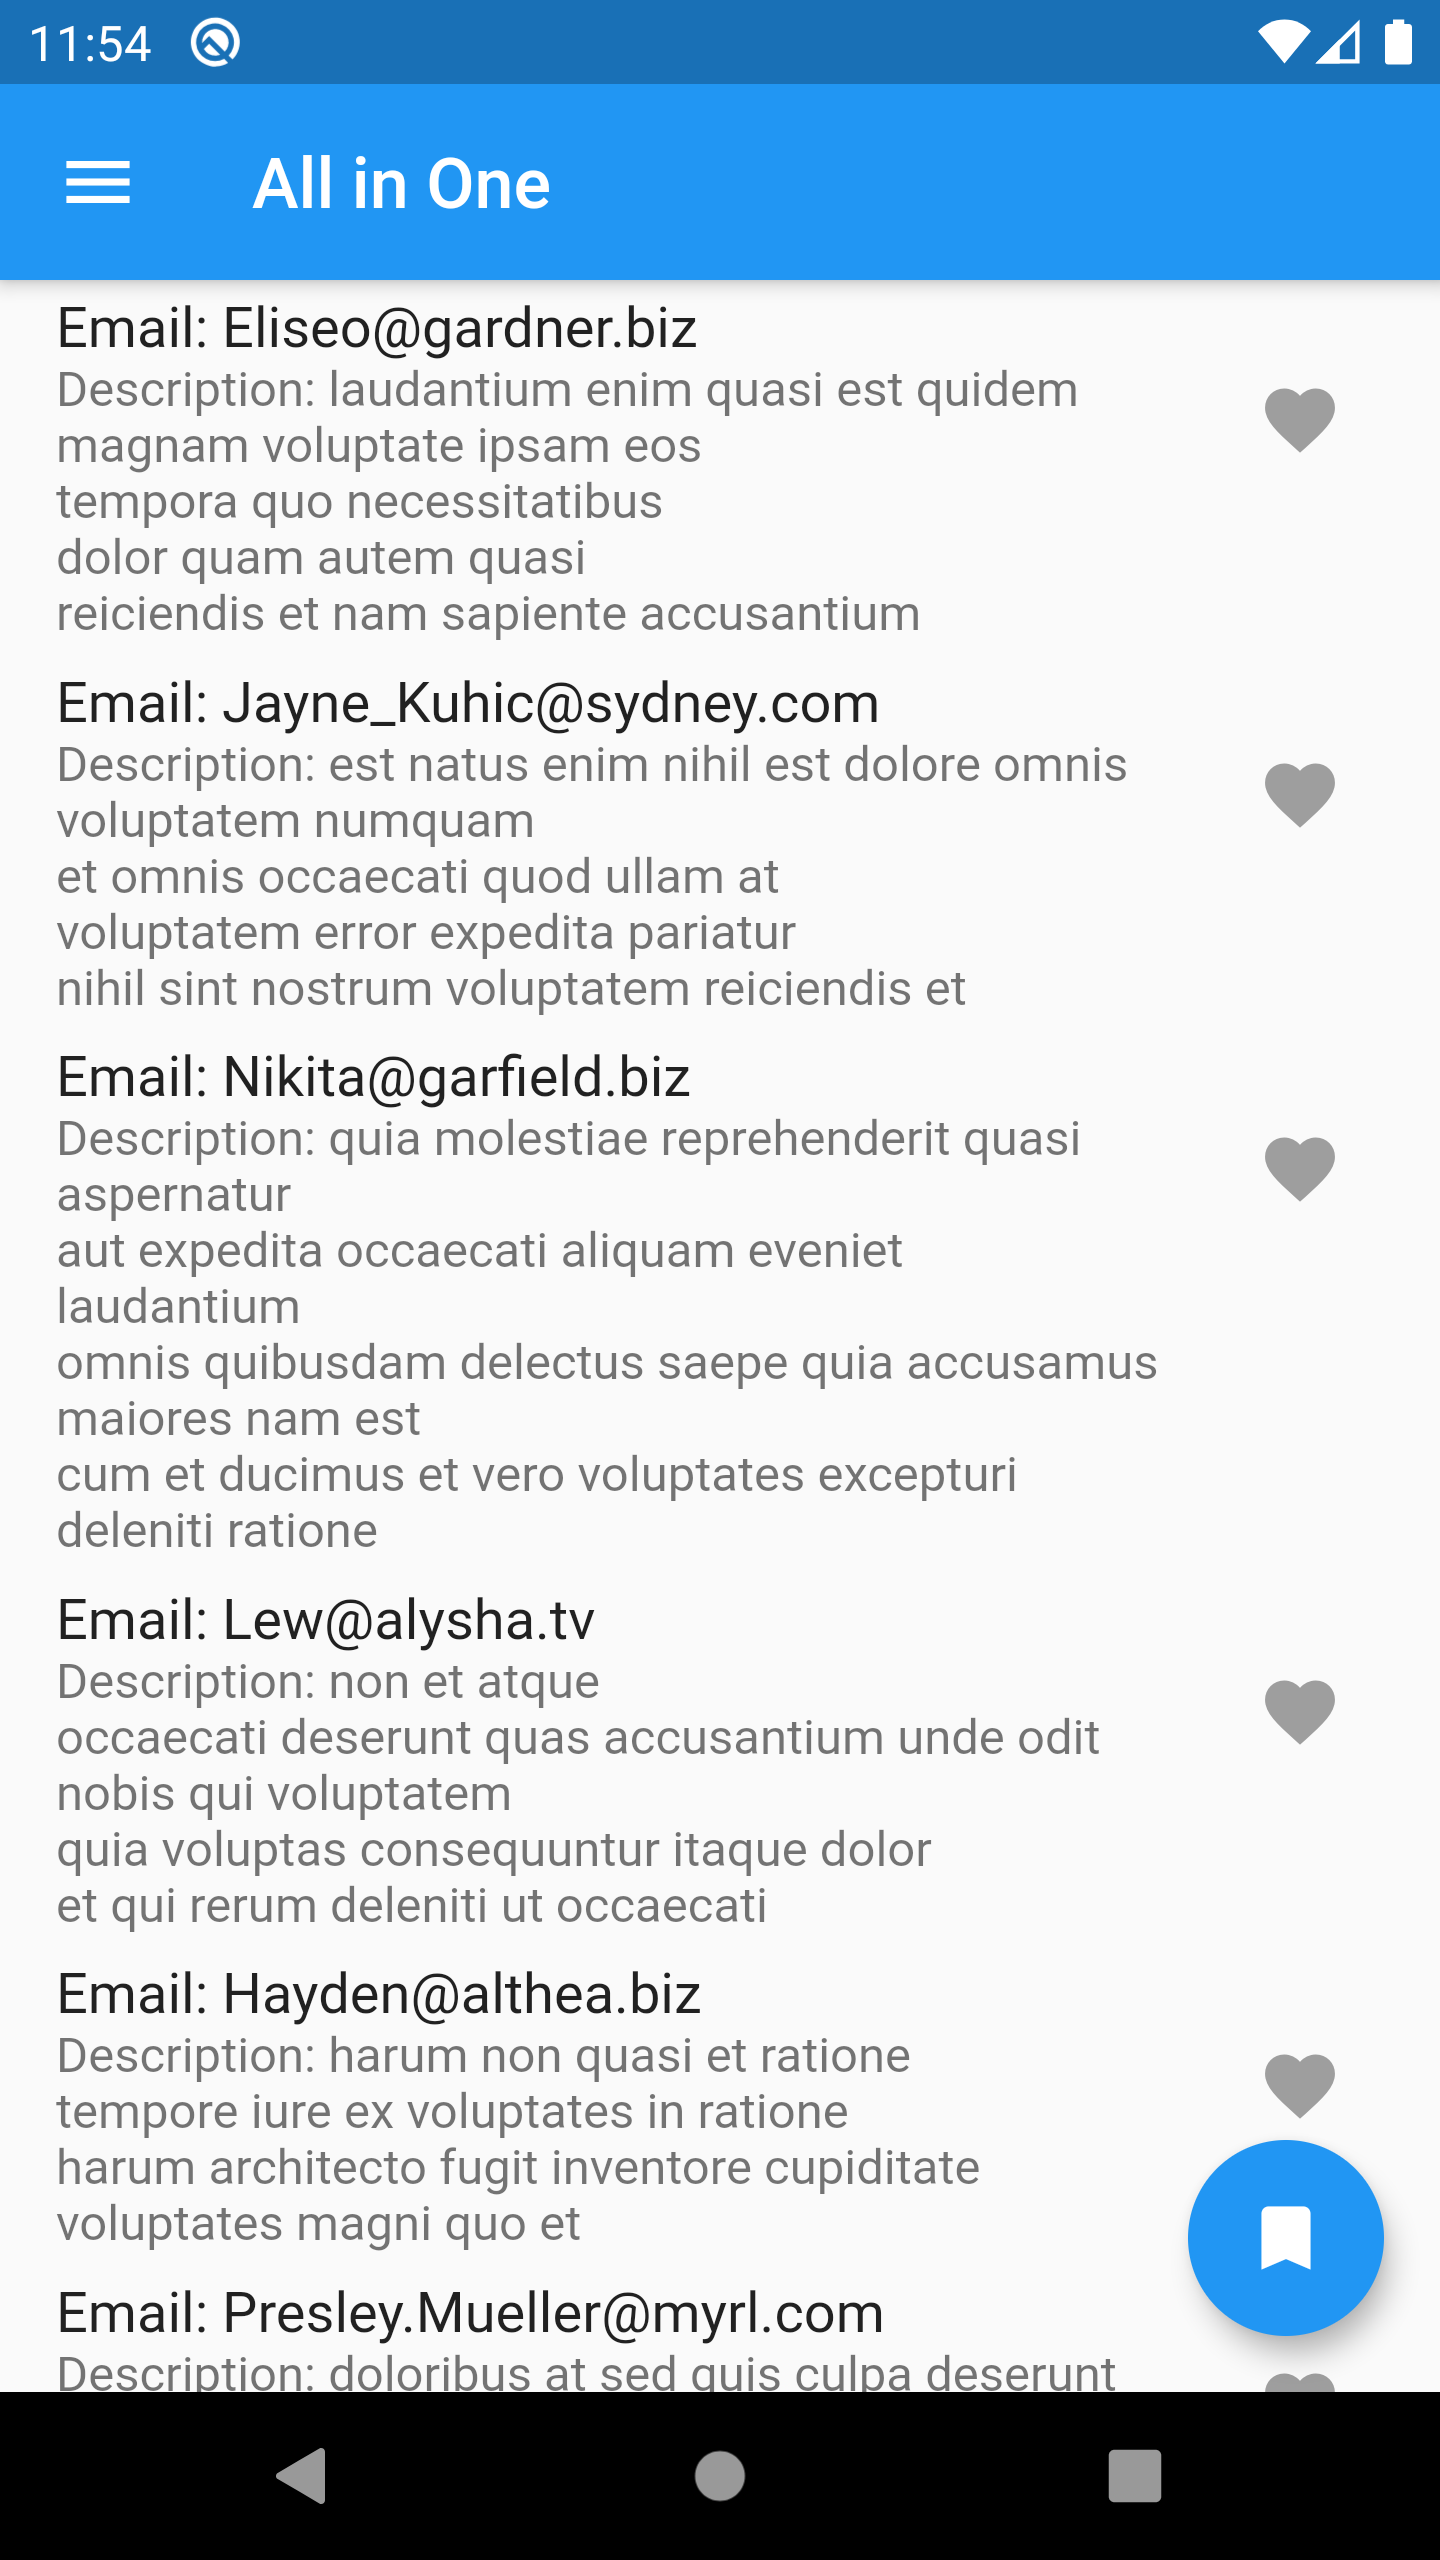 11:54
All in One
Email: Eliseo@gardner.biz
Description: laudantium enim quasi est quidem
magnam voluptate ipsam eos
tempora quo necessitatibus
dolor quam autem quasi
reiciendis et nam sapiente accusantium
Email: Jayne_Kuhic@sydney.com
Description: est natus enim nihil est dolore omnis
voluptatem numquam
et omnis occaecati quod ullam at
voluptatem error expedita pariatur
nihil sint nostrum voluptatem reiciendis et
Email: Nikita@garfield.biz
Description: quia molestiae reprehenderit quasi
aspernatur
aut expedita occaecati aliquam eveniet
laudantium
omnis quibusdam delectus saepe quia accusamus
maiores nam est
cum et ducimus et vero voluptates excepturi
deleniti ratione
Email: Lew@alysha.tv
Description: non et atque
occaecati deserunt quas accusantium unde odit
nobis qui voluptatem
quia voluptas consequuntur itaque dolor
et qui rerum deleniti ut occaecati
Email: Hayden@althea.biz
Description: harum non quasi et ratione
tempore iure ex voluptates in ratione
harum architecto fugit inventore cupiditate
voluptates magni quo et
Email: Presley.Mueller@myrl.com
Description: doloribus at sed quis culpa deserunt